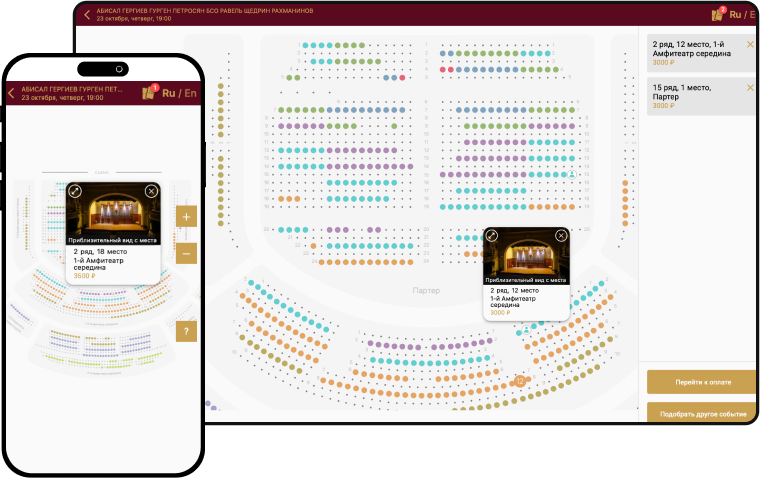 АБИСАЛ ГЕРГИЕВ ГУРГЕН ПЕТРОСЯН БСО РАВЕЛЬ ЩЕДРИН РАХМАНИНОВ
23 октября, четверг, 19:00
2
Ru / E
2 ряд, 12 место, 1-й
Амфитеатр середина
3000 ₽
15 ряд, 1 место,
Партер
3000 ₽
Партер
Приблизительный вид с места
2 ряд, 12 место
1-й Амфитеатр
середина
3000 ₽
12
Перейти к оплате
Подобрать другое событие
АБИСАЛ ГЕРГИЕВ ГУРГЕН ПЕТ...
23 октября, четверг, 19:00
1
Ru / En
Приблизительный вид с места
2 ряд, 18 место
1-й Амфитеатр
середина
3500 ₽
+
−
?